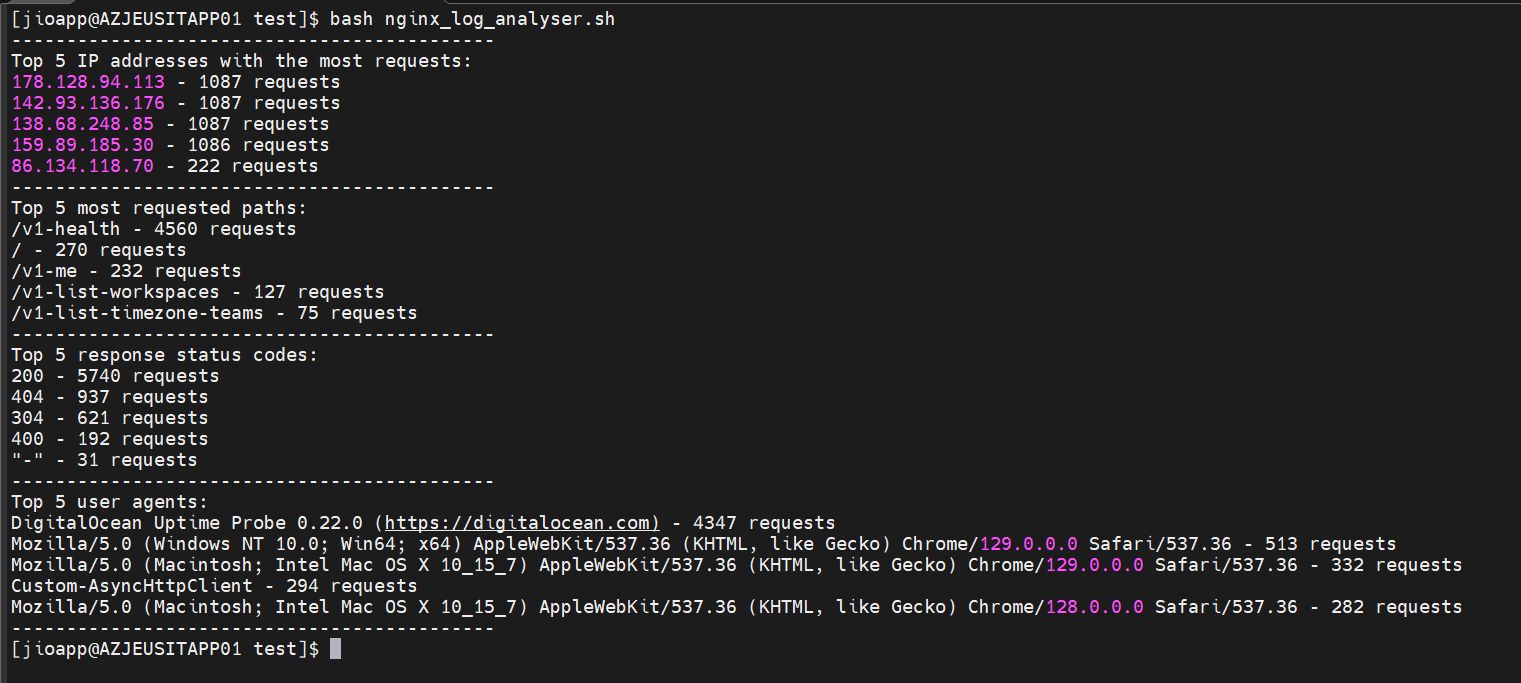 [jioapp@AZJEUSITAPP01 test]$ bash nginx_log_analyser.sh
--------------------------------------------
Top 5 IP addresses with the most requests:
178.128.94.113 - 1087 requests
142.93.136.176 - 1087 requests
138.68.248.85 - 1087 requests
159.89.185.30 - 1086 requests
86.134.118.70 - 222 requests
--------------------------------------------
Top 5 most requested paths:
/v1-health - 4560 requests
/ - 270 requests
/v1-me - 232 requests
/v1-list-workspaces - 127 requests
/v1-list-timezone-teams - 75 requests
--------------------------------------------
Top 5 response status codes:
200 - 5740 requests
404 - 937 requests
304 - 621 requests
400 - 192 requests
"-" - 31 requests
--------------------------------------------
Top 5 user agents:
DigitalOcean Uptime Probe 0.22.0 (https://digitalocean.com) - 4347 requests
Mozilla/5.0 (Windows NT 10.0; Win64; x64) AppleWebKit/537.36 (KHTML, like Gecko) Chrome/129.0.0.0 Safari/537.36 - 513 requests
Mozilla/5.0 (Macintosh; Intel Mac OS X 10_15_7) AppleWebKit/537.36 (KHTML, like Gecko) Chrome/129.0.0.0 Safari/537.36 - 332 requests
Custom-AsyncHttpClient - 294 requests
Mozilla/5.0 (Macintosh; Intel Mac OS X 10_15_7) AppleWebKit/537.36 (KHTML, like Gecko) Chrome/128.0.0.0 Safari/537.36 - 282 requests
--------------------------------------------
[jioapp@AZJEUSITAPP01 test]$